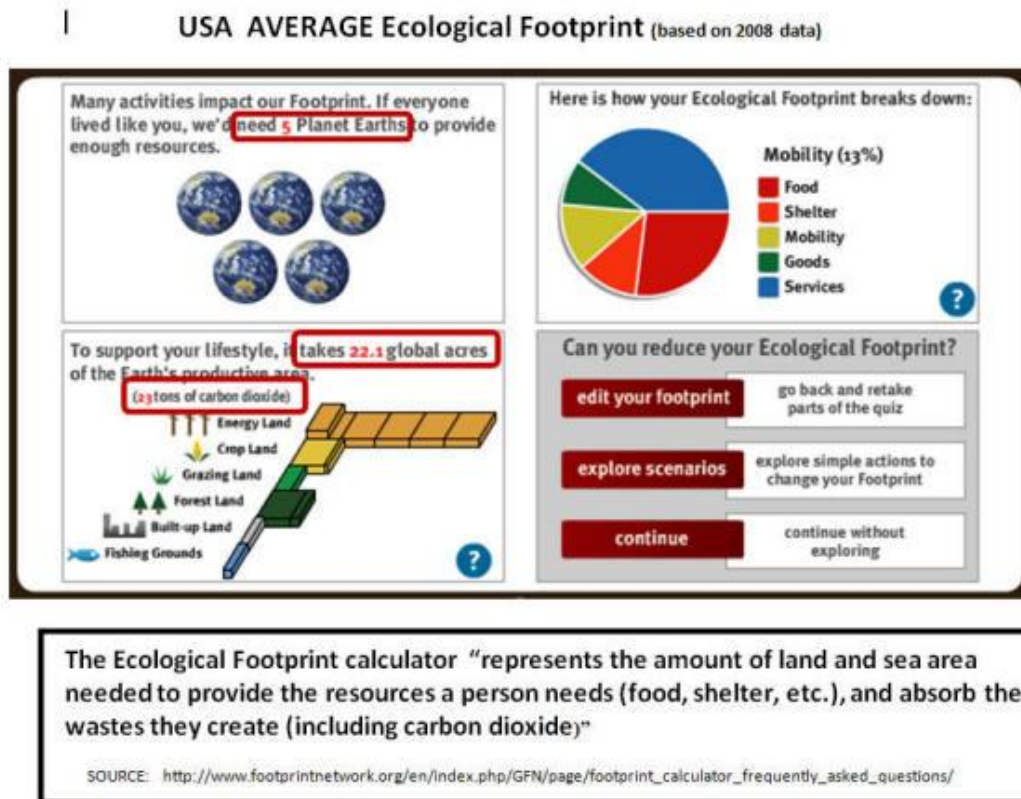 USA AVERAGE Ecological Footprint (based on 2008 data)
Many activities impact our Footprint. If everyone
lived like you, we'd need 5 Planet Earths to provide
enough resources.
Here is how your Ecological Footprint breaks down:
Mobility (13%)
Food
Shelter
Mobility
Goods
Services
?
To support your lifestyle, it takes 22.1 global acres
of the Earth's productive area.
(23 tons of carbon dioxide)
Energy Land
Crop Land
Grazing Land
Forest Land
Built-up Land
Fishing Grounds
?
Can you reduce your Ecological Footprint?
edit your footprint
go back and retake
parts of the quiz
explore scenarios
explore simple actions to
change your Footprint
continue
continue without
exploring
The Ecological Footprint calculator "represents the amount of land and sea area
needed to provide the resources a person needs (food, shelter, etc.), and absorb the
wastes they create (including carbon dioxide)"
SOURCE: http://www.footprintnetwork.org/en/index.php/GFN/page/footprint_calculator_frequently_asked_questions/